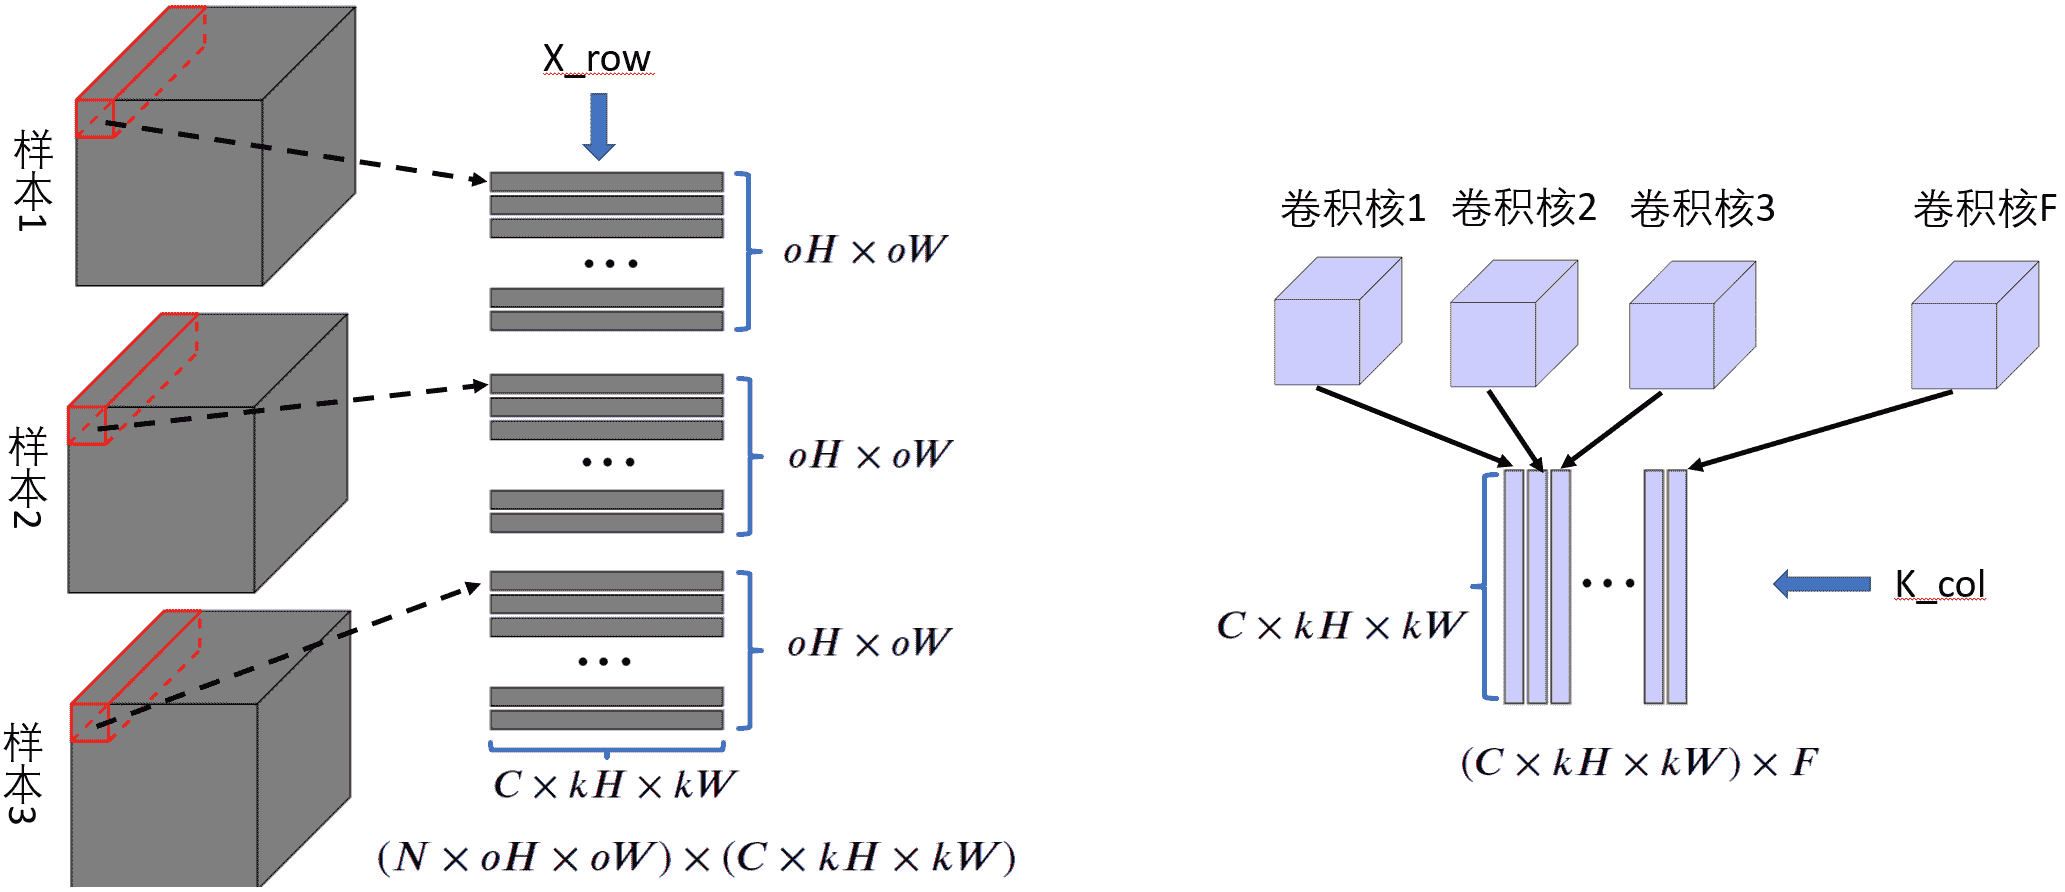 X_row
样本1
oH × oW
样本2
oH × oW
样本3
oH × oW
C × kH × kW
(N × oH × oW) × (C × kH × kW)
卷积核1 卷积核2 卷积核3 卷积核F
C × kH × kW
K_col
(C × kH × kW) × F